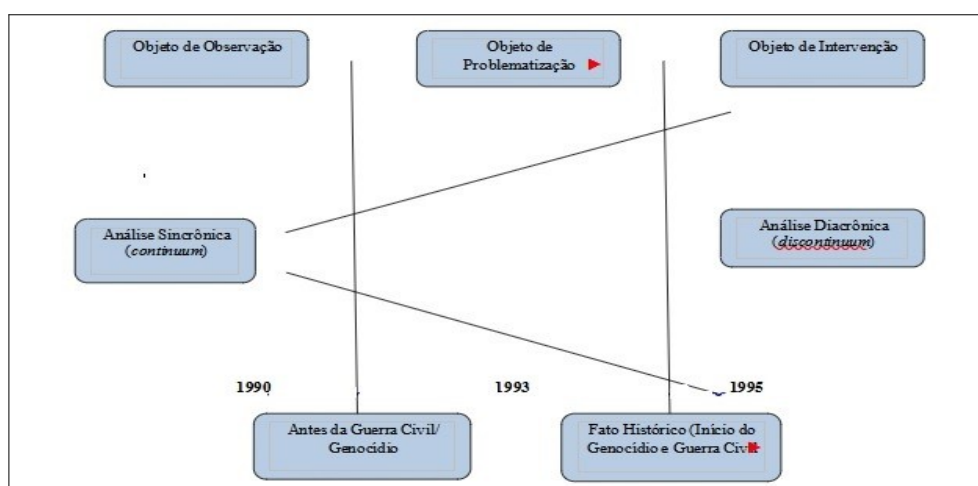 Objeto de Observação
Objeto de
Problematização
Objeto de Intervenção
Análise Sincrônica
(continuum)
Análise Diacrônica
(discontinuum)
1990
1993
1995
Antes da Guerra Civil/
Genocídio
Fato Histórico (Início do
Genocídio e Guerra Civil